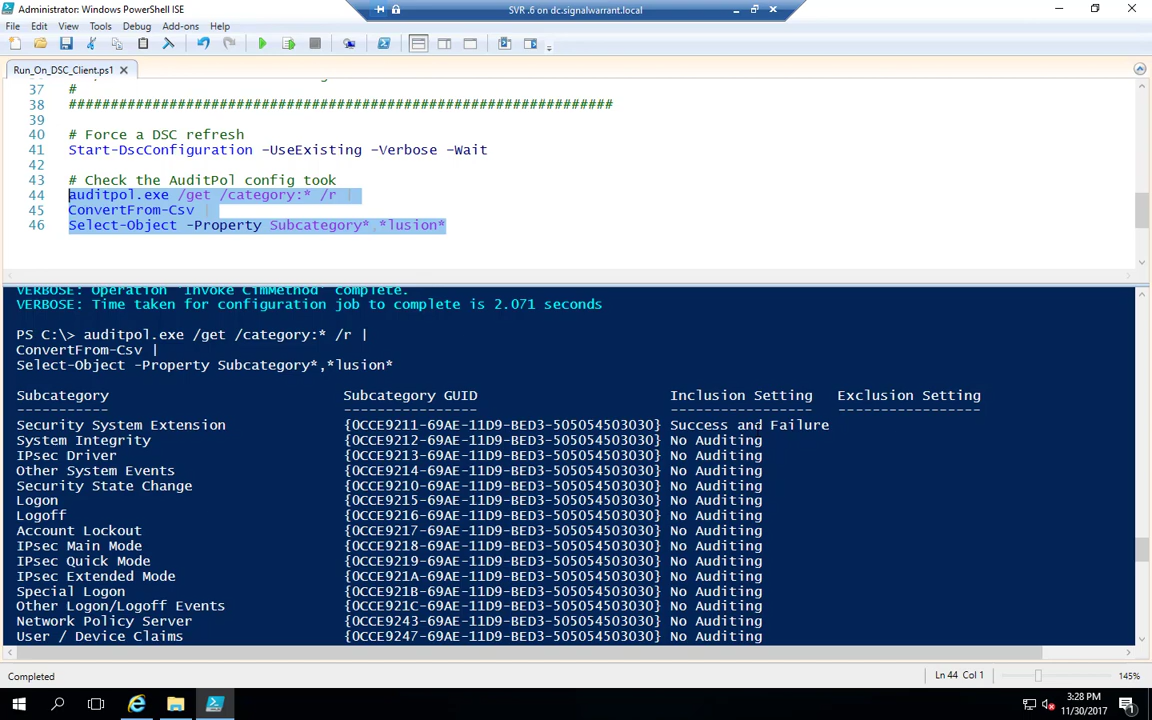 Administrator: Windows PowerShell ISE
SVR .6 on dc.signalwarrant.local
File Edit View Tools Debug Add-ons Help
Run_On_DSC_Client.ps1
37 #
38 #################################################################
39
40 # Force a DSC refresh
41 Start-DscConfiguration -UseExisting -Verbose -Wait
42
43 # Check the AuditPol config took
44 auditpol.exe /get /category:* /r |
45 ConvertFrom-Csv |
46 Select-Object -Property Subcategory*,*lusion*
VERBOSE: Operation 'Invoke CimMethod' complete.
VERBOSE: Time taken for configuration job to complete is 2.071 seconds
PS C:\> auditpol.exe /get /category:* /r |
ConvertFrom-Csv |
Select-Object -Property Subcategory*,*lusion*
Subcategory Subcategory GUID Inclusion Setting Exclusion Setting
----------- ---------------- ----------------- -----------------
Security System Extension {0CCE9211-69AE-11D9-BED3-505054503030} Success and Failure
System Integrity {0CCE9212-69AE-11D9-BED3-505054503030} No Auditing
IPsec Driver {0CCE9213-69AE-11D9-BED3-505054503030} No Auditing
Other System Events {0CCE9214-69AE-11D9-BED3-505054503030} No Auditing
Security State Change {0CCE9210-69AE-11D9-BED3-505054503030} No Auditing
Logon {0CCE9215-69AE-11D9-BED3-505054503030} No Auditing
Logoff {0CCE9216-69AE-11D9-BED3-505054503030} No Auditing
Account Lockout {0CCE9217-69AE-11D9-BED3-505054503030} No Auditing
IPsec Main Mode {0CCE9218-69AE-11D9-BED3-505054503030} No Auditing
IPsec Quick Mode {0CCE9219-69AE-11D9-BED3-505054503030} No Auditing
IPsec Extended Mode {0CCE921A-69AE-11D9-BED3-505054503030} No Auditing
Special Logon {0CCE921B-69AE-11D9-BED3-505054503030} No Auditing
Other Logon/Logoff Events {0CCE921C-69AE-11D9-BED3-505054503030} No Auditing
Network Policy Server {0CCE9243-69AE-11D9-BED3-505054503030} No Auditing
User / Device Claims {0CCE9247-69AE-11D9-BED3-505054503030} No Auditing
Completed
Ln 44 Col 1
145%
3:28 PM
11/30/2017
1